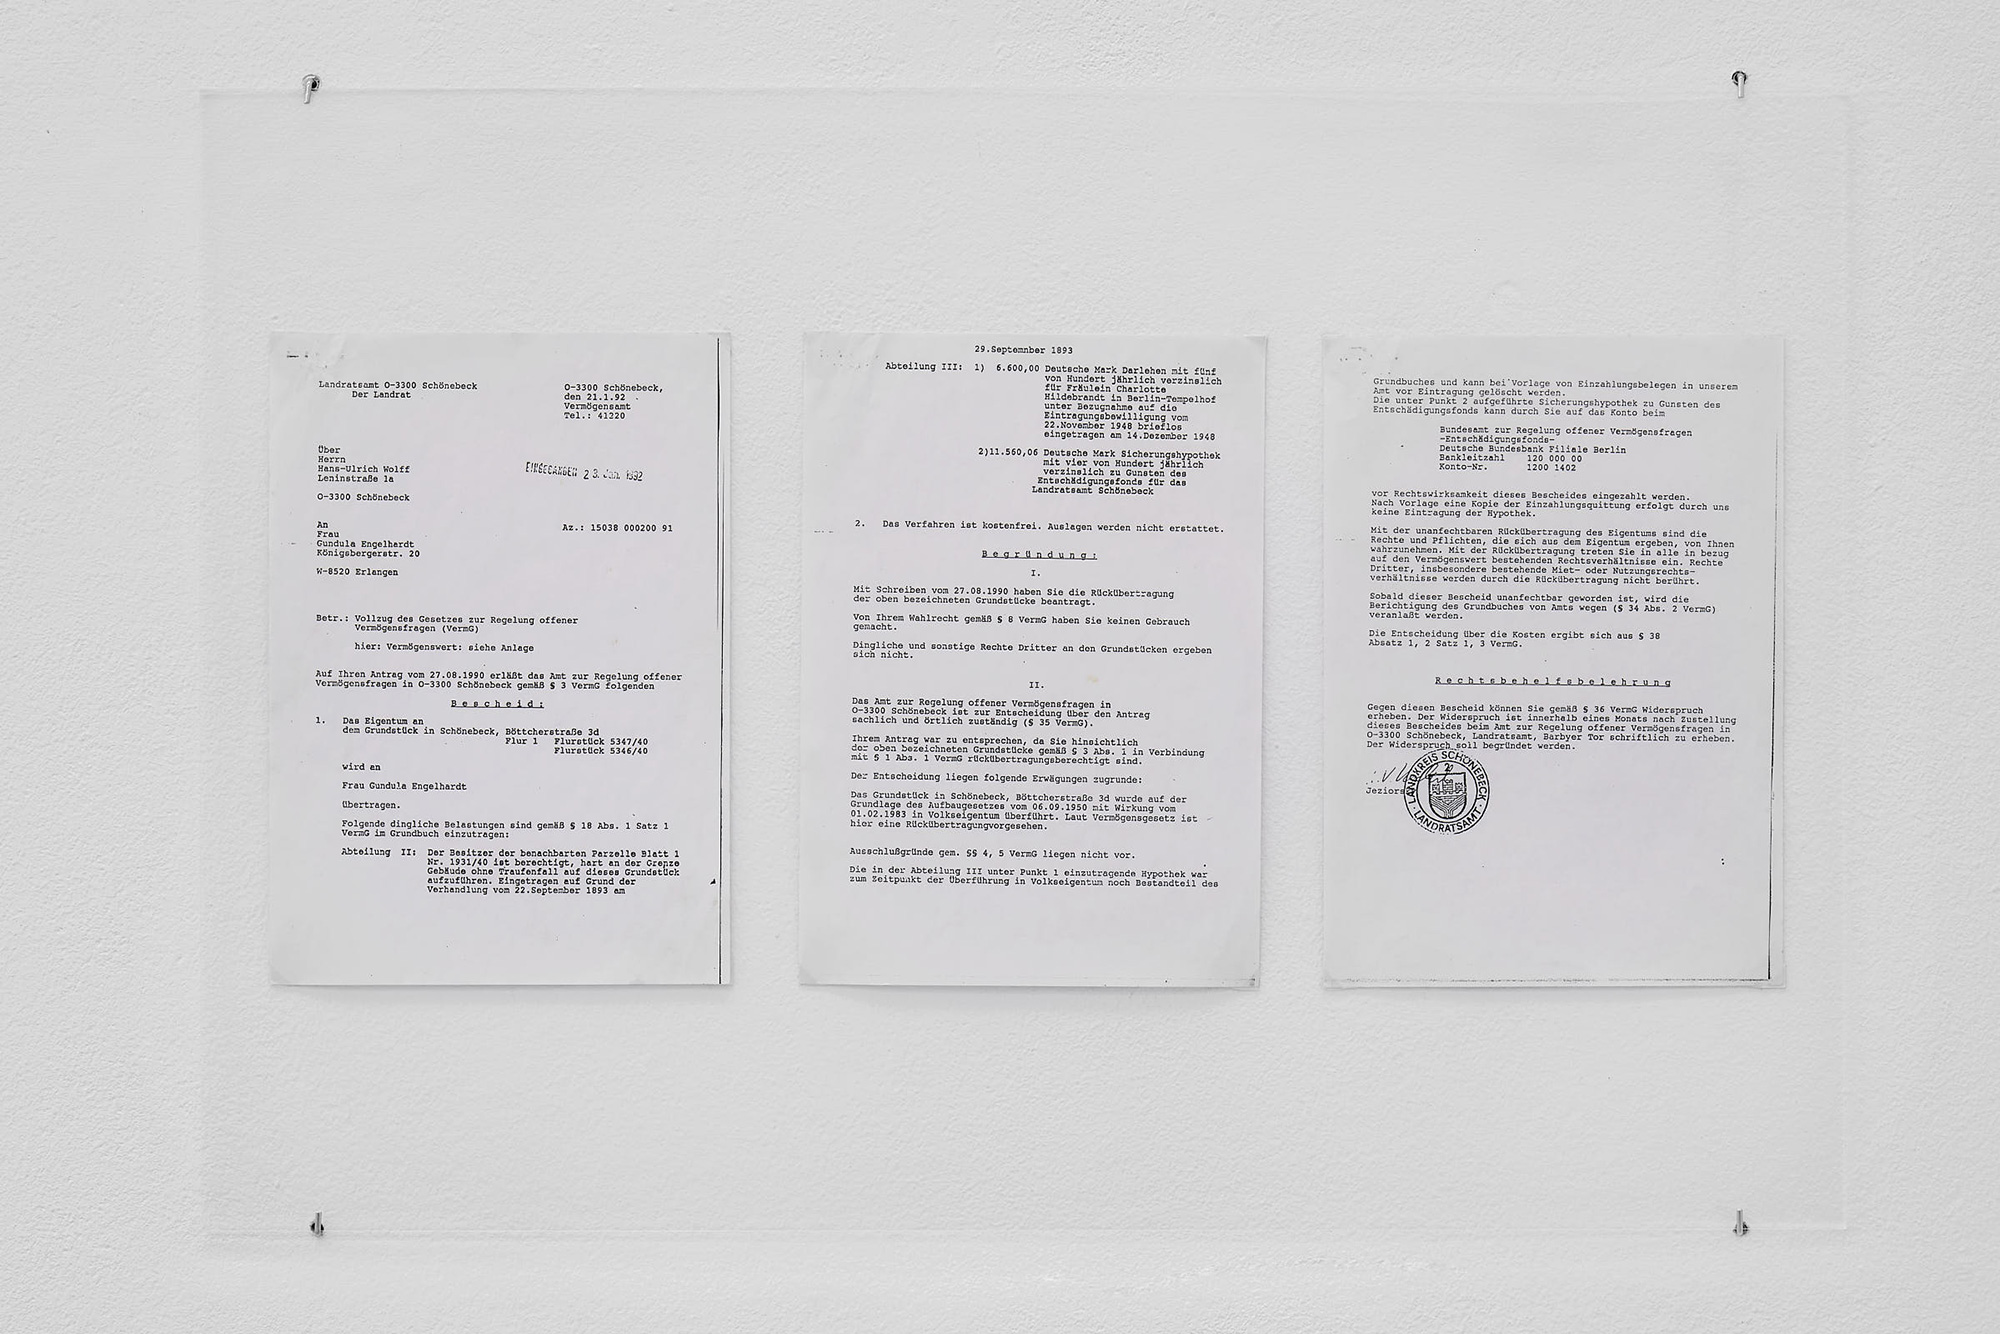 Landratsamt O-3300 Schönebeck
Der Landrat
O-3300 Schönebeck,
den 21.1.92
Vermögensamt
Tel.: 41220
Über
Herrn
Hans-Ulrich Wolff
Leninstraße 1a
O-3300 Schönebeck
EINGEGANGEN 23. Jan. 1992
An
Frau
Gundula Engelhardt
Königsbergerstr. 20
W-8520 Erlangen
Az.: 15038 000200 91
Betr.: Vollzug des Gesetzes zur Regelung offener
Vermögensfragen (VermG)
hier: Vermögenswert: siehe Anlage
Auf Ihren Antrag vom 27.08.1990 erläßt das Amt zur Regelung offener
Vermögensfragen in O-3300 Schönebeck gemäß § 3 VermG folgenden
B e s c h e i d :
1. Das Eigentum an
dem Grundstück in Schönebeck, Böttcherstraße 3d
Flur 1 Flurstück 5347/40
Flurstück 5346/40
wird an
Frau Gundula Engelhardt
übertragen.
Folgende dingliche Belastungen sind gemäß § 18 Abs. 1 Satz 1
VermG im Grundbuch einzutragen:
Abteilung II: Der Besitzer der benachbarten Parzelle Blatt 1
Nr. 1931/40 ist berechtigt, hart an der Grenze
Gebäude ohne Traufenfall auf dieses Grundstück
aufzuführen. Eingetragen auf Grund der
Verhandlung vom 22.September 1893 am
29.Septemnber 1893
Abteilung III: 1) 6.600,00 Deutsche Mark Darlehen mit fünf
von Hundert jährlich verzinslich
für Fräulein Charlotte
Hildebrandt in Berlin-Tempelhof
unter Bezugnahme auf die
Eintragungsbewilligung vom
22.November 1948 brieflos
eingetragen am 14.Dezember 1948
2)11.560,06 Deutsche Mark Sicherungshypothek
mit vier von Hundert jährlich
verzinslich zu Gunsten des
Entschädigungsfonds für das
Landratsamt Schönebeck
2. Das Verfahren ist kostenfrei. Auslagen werden nicht erstattet.
B e g r ü n d u n g :
I.
Mit Schreiben vom 27.08.1990 haben Sie die Rückübertragung
der oben bezeichneten Grundstücke beantragt.
Von Ihrem Wahlrecht gemäß § 8 VermG haben Sie keinen Gebrauch
gemacht.
Dingliche und sonstige Rechte Dritter an den Grundstücken ergeben
sich nicht.
II.
Das Amt zur Regelung offener Vermögensfragen in
O-3300 Schönebeck ist zur Entscheidung über den Antrag
sachlich und örtlich zuständig (§ 35 VermG).
Ihrem Antrag war zu entsprechen, da Sie hinsichtlich
der oben bezeichneten Grundstücke gemäß § 3 Abs. 1 in Verbindung
mit § 1 Abs. 1 VermG rückübertragungsberechtigt sind.
Der Entscheidung liegen folgende Erwägungen zugrunde:
Das Grundstück in Schönebeck, Böttcherstraße 3d wurde auf der
Grundlage des Aufbaugesetzes vom 06.09.1950 mit Wirkung vom
01.02.1983 in Volkseigentum überführt. Laut Vermögensgesetz ist
hier eine Rückübertragungvorgesehen.
Ausschlußgründe gem. §§ 4, 5 VermG liegen nicht vor.
Die in der Abteilung III unter Punkt 1 einzutragende Hypothek war
zum Zeitpunkt der Überführung in Volkseigentum noch Bestandteil des
Grundbuches und kann bei Vorlage von Einzahlungsbelegen in unserem
Amt vor Eintragung gelöscht werden.
Die unter Punkt 2 aufgeführte Sicherungshypothek zu Gunsten des
Entschädigungsfonds kann durch Sie auf das Konto beim
Bundesamt zur Regelung offener Vermögensfragen
-Entschädigungsfonds-
Deutsche Bundesbank Filiale Berlin
Bankleitzahl 120 000 00
Konto-Nr. 1200 1402
vor Rechtswirksamkeit dieses Bescheides eingezahlt werden.
Nach Vorlage eine Kopie der Einzahlungsquittung erfolgt durch uns
keine Eintragung der Hypothek.
Mit der unanfechtbaren Rückübertragung des Eigentums sind die
Rechte und Pflichten, die sich aus dem Eigentum ergeben, von Ihnen
wahrzunehmen. Mit der Rückübertragung treten Sie in alle in bezug
auf den Vermögenswert bestehenden Rechtsverhältnisse ein. Rechte
Dritter, insbesondere bestehende Miet- oder Nutzungsrechts-
verhältnisse werden durch die Rückübertragung nicht berührt.
Sobald dieser Bescheid unanfechtbar geworden ist, wird die
Berichtigung des Grundbuches von Amts wegen (§ 34 Abs. 2 VermG)
veranlaßt werden.
Die Entscheidung über die Kosten ergibt sich aus § 38
Absatz 1, 2 Satz 1, 3 VermG.
R e c h t s b e h e l f s b e l e h r u n g
Gegen diesen Bescheid können Sie gemäß § 36 VermG Widerspruch
erheben. Der Widerspruch ist innerhalb eines Monats nach Zustellung
dieses Bescheides beim Amt zur Regelung offener Vermögensfragen in
O-3300 Schönebeck, Landratsamt, Barbyer Tor schriftlich zu erheben.
Der Widerspruch soll begründet werden.
Jeziors
LANDKREIS SCHÖNEBECK
LANDRATSAMT